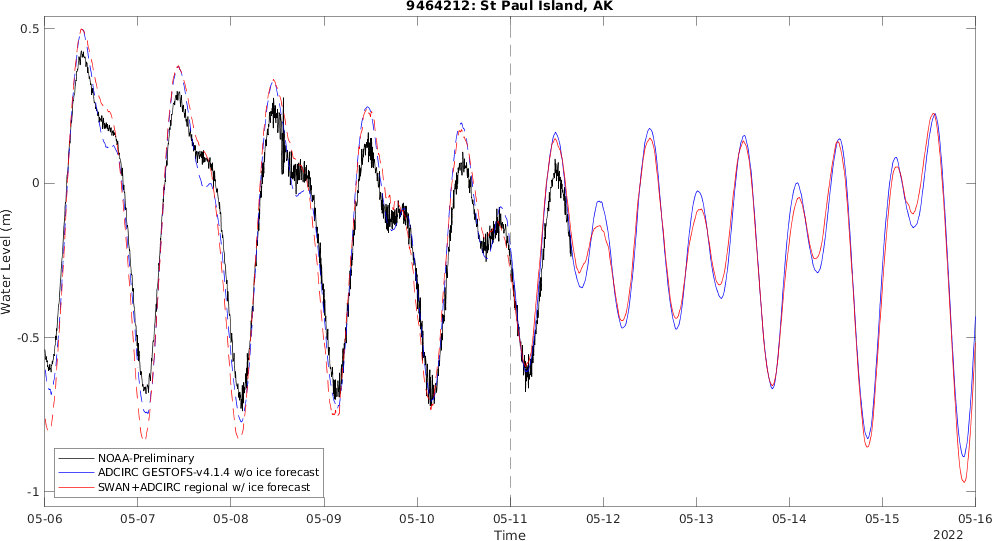 9464212: St Paul Island, AK
Water Level (m)
0.5
0
-0.5
-1
NOAA-Preliminary
ADCIRC GESTOFS-v4.1.4 w/o ice forecast
SWAN+ADCIRC regional w/ ice forecast
05-06 05-07 05-08 05-09 05-10 05-11 05-12 05-13 05-14 05-15 05-16
Time
2022